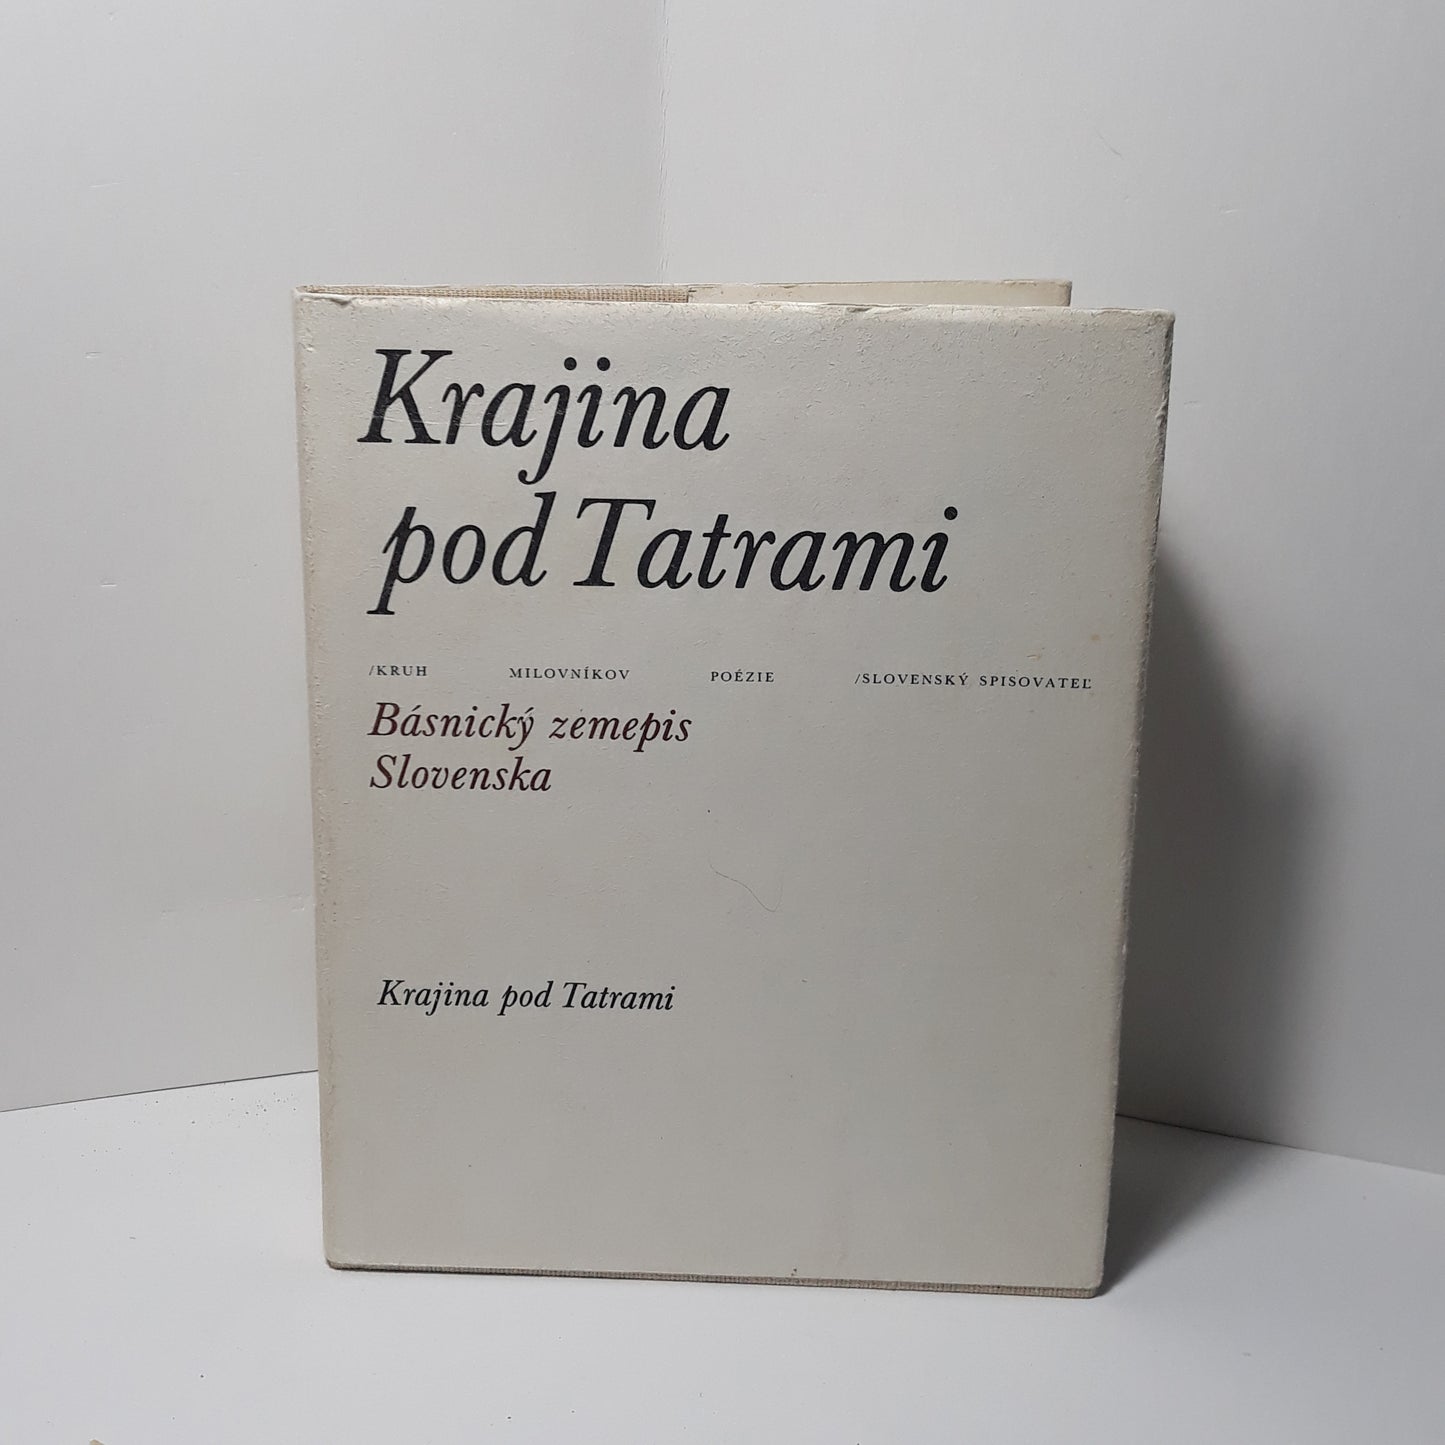 Krajina
pod Tatrami
/KRUH MILOVNÍKOV POÉZIE /SLOVENSKÝ SPISOVATEĽ
Básnický zemepis
Slovenska
Krajina pod Tatrami